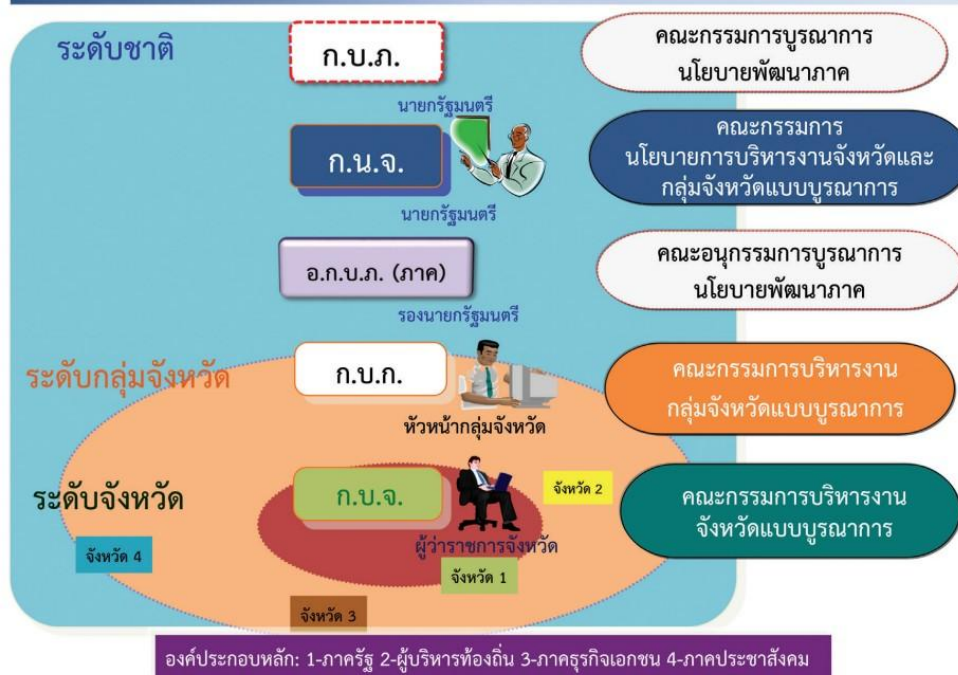 ระดับชาติ
ก.บ.ภ.
คณะกรรมการบูรณาการ
นโยบายพัฒนาภาค
นายกรัฐมนตรี
ก.น.จ.
คณะกรรมการ
นโยบายการบริหารงานจังหวัดและ
กลุ่มจังหวัดแบบบูรณาการ
นายกรัฐมนตรี
อ.ก.บ.ภ. (ภาค)
คณะอนุกรรมการบูรณาการ
นโยบายพัฒนาภาค
รองนายกรัฐมนตรี
ระดับกลุ่มจังหวัด
ก.บ.ก.
คณะกรรมการบริหารงาน
กลุ่มจังหวัดแบบบูรณาการ
หัวหน้ากลุ่มจังหวัด
ระดับจังหวัด
ก.บ.จ.
จังหวัด 2
คณะกรรมการบริหารงาน
จังหวัดแบบบูรณาการ
ผู้ว่าราชการจังหวัด
จังหวัด 4
จังหวัด 1
จังหวัด 3
องค์ประกอบหลัก: 1-ภาครัฐ 2-ผู้บริหารท้องถิ่น 3-ภาคธุรกิจเอกชน 4-ภาคประชาสังคม